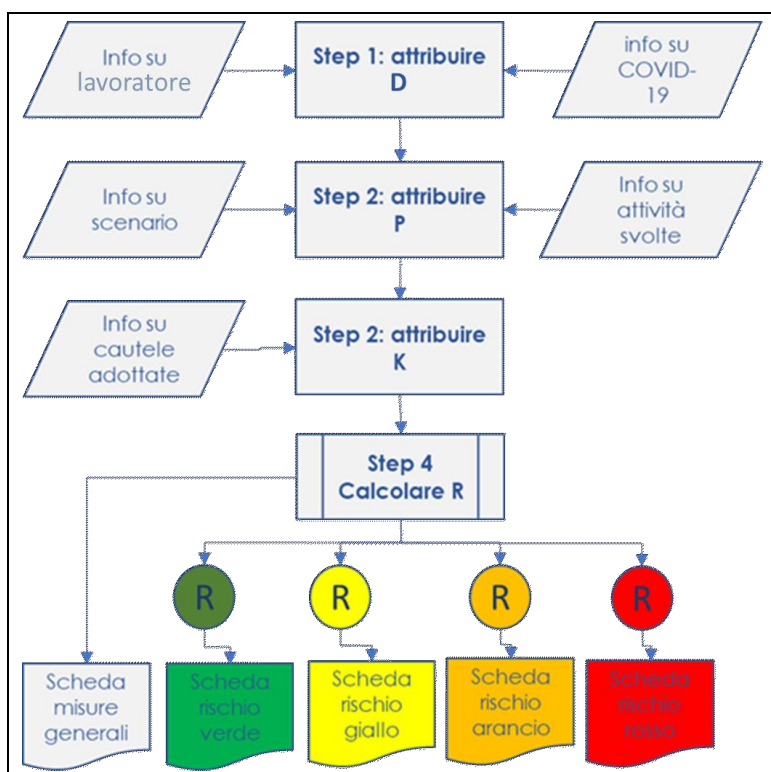 Info su
lavoratore
Step 1: attribuire
D
info su
COVID-
19
Info su
scenario
Step 2: attribuire
P
Info su
attività
svolte
Info su
cautele
adottate
Step 2: attribuire
K
Step 4
Calcolare R
R
R
R
R
Scheda
misure
generali
Scheda
rischio
verde
Scheda
rischio
giallo
Scheda
rischio
arancio
Scheda
rischio
rosso